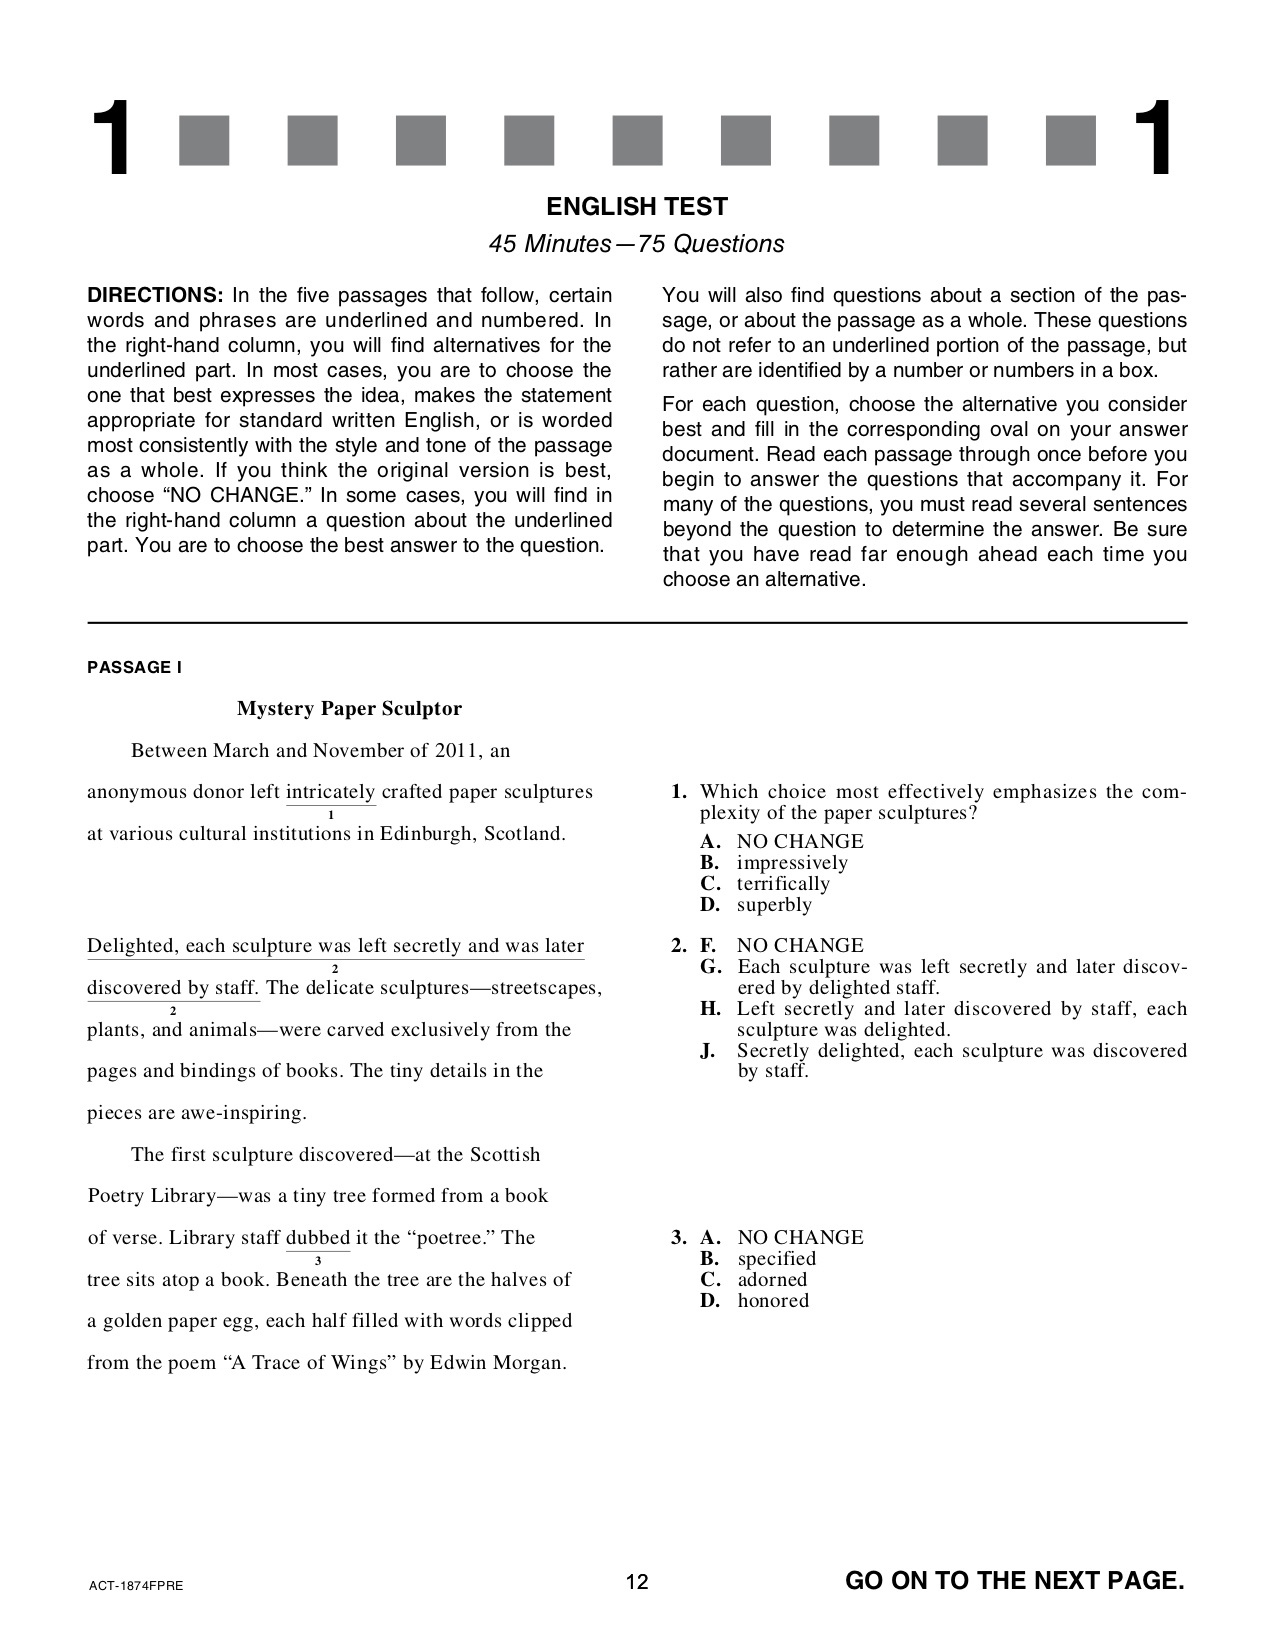 1 1
ENGLISH TEST
45 Minutes—75 Questions
DIRECTIONS: In the five passages that follow, certain
words and phrases are underlined and numbered. In
the right-hand column, you will find alternatives for the
underlined part. In most cases, you are to choose the
one that best expresses the idea, makes the statement
appropriate for standard written English, or is worded
most consistently with the style and tone of the passage
as a whole. If you think the original version is best,
choose “NO CHANGE.” In some cases, you will find in
the right-hand column a question about the underlined
part. You are to choose the best answer to the question.
You will also find questions about a section of the pas-
sage, or about the passage as a whole. These questions
do not refer to an underlined portion of the passage, but
rather are identified by a number or numbers in a box.
For each question, choose the alternative you consider
best and fill in the corresponding oval on your answer
document. Read each passage through once before you
begin to answer the questions that accompany it. For
many of the questions, you must read several sentences
beyond the question to determine the answer. Be sure
that you have read far enough ahead each time you
choose an alternative.
PASSAGE I
Mystery Paper Sculptor
Between March and November of 2011, an
anonymous donor left intricately crafted paper sculptures
1
at various cultural institutions in Edinburgh, Scotland.
Delighted, each sculpture was left secretly and was later
2
discovered by staff. The delicate sculptures—streetscapes,
2
plants, and animals—were carved exclusively from the
pages and bindings of books. The tiny details in the
pieces are awe-inspiring.
The first sculpture discovered—at the Scottish
Poetry Library—was a tiny tree formed from a book
of verse. Library staff dubbed it the “poetree.” The
3
tree sits atop a book. Beneath the tree are the halves of
a golden paper egg, each half filled with words clipped
from the poem “A Trace of Wings” by Edwin Morgan.
1. Which choice most effectively emphasizes the com-
plexity of the paper sculptures?
A. NO CHANGE
B. impressively
C. terrifically
D. superbly
2. F. NO CHANGE
G. Each sculpture was left secretly and later discov-
ered by delighted staff.
H. Left secretly and later discovered by staff, each
sculpture was delighted.
J. Secretly delighted, each sculpture was discovered
by staff.
3. A. NO CHANGE
B. specified
C. adorned
D. honored
ACT-1874FPRE
12
GO ON TO THE NEXT PAGE.